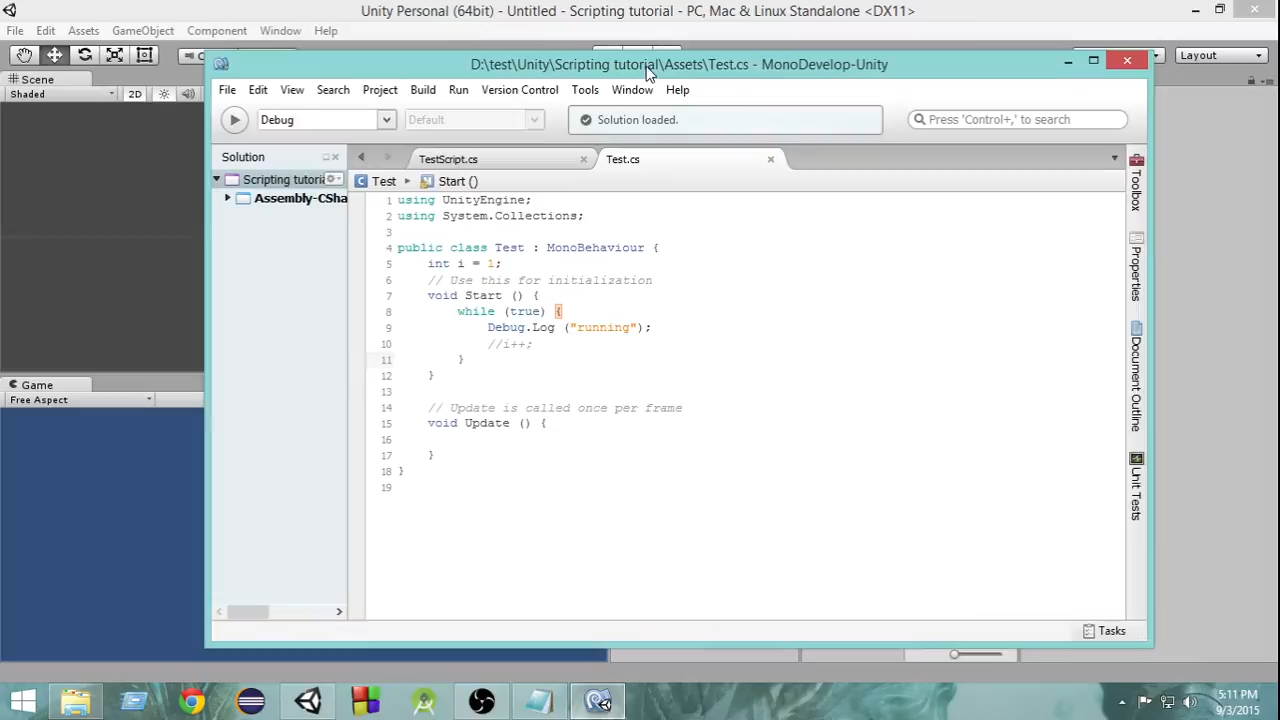 Unity Personal (64bit) - Untitled - Scripting tutorial - PC, Mac & Linux Standalone <DX11>
File Edit Assets GameObject Component Window Help
Layout
Scene
Shaded 2D
D:\test\Unity\Scripting tutorial\Assets\Test.cs - MonoDevelop-Unity
File Edit View Search Project Build Run Version Control Tools Window Help
Debug Default Solution loaded. Press 'Control+,' to search
Solution TestScript.cs Test.cs
Scripting tutoria Test Start ()
Assembly-CSha
1 using UnityEngine;
2 using System.Collections;
3
4 public class Test : MonoBehaviour {
5 int i = 1;
6 // Use this for initialization
7 void Start () {
8 while (true) {
9 Debug.Log ("running");
10 //i++;
11 }
12 }
13
14 // Update is called once per frame
15 void Update () {
16
17 }
18 }
19
Toolbox
Properties
Document Outline
Unit Tests
Game
Free Aspect
Tasks
5:11 PM
9/3/2015